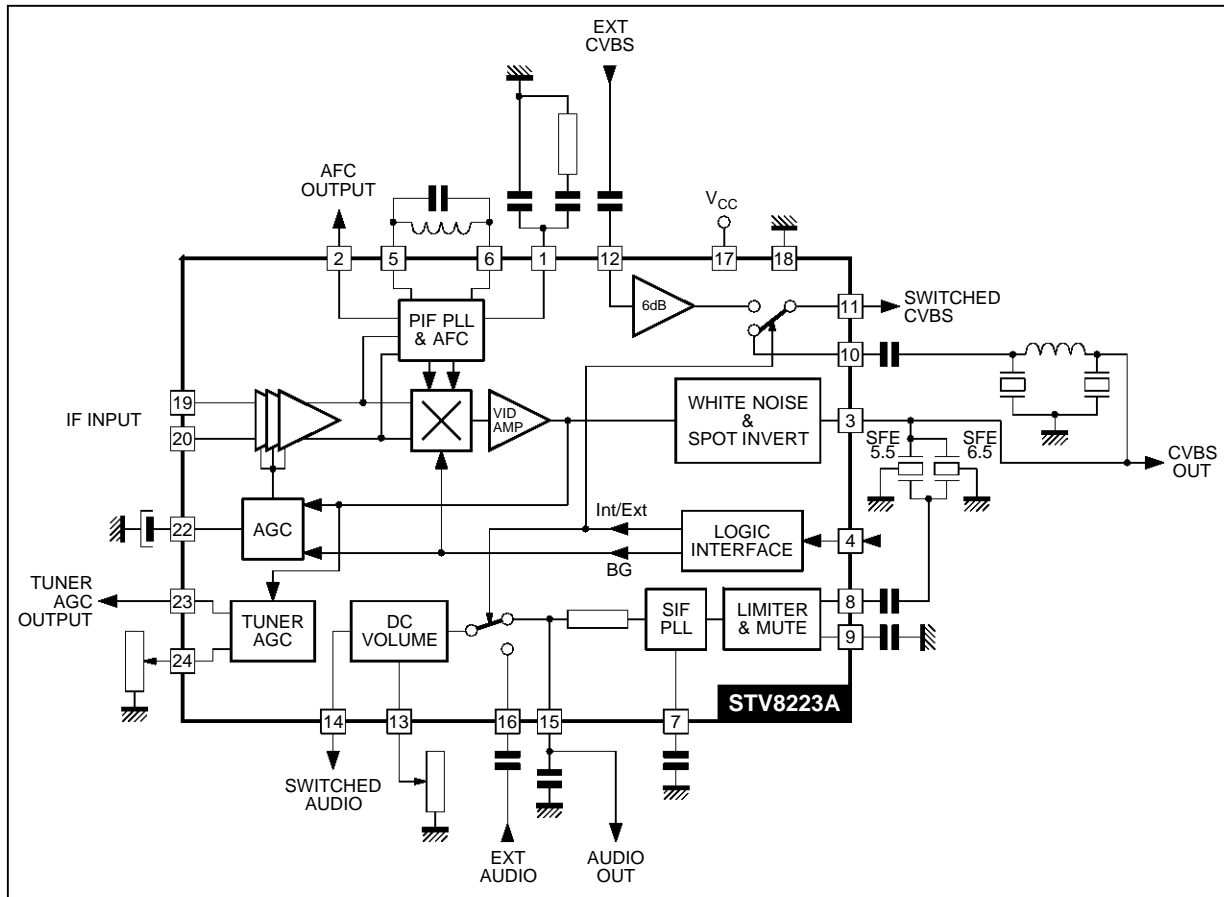 EXT
CVBS
AFC
OUTPUT
VCC
2
5
6
1
12
17
18
6dB
11
SWITCHED
CVBS
PIF PLL
& AFC
10
19
IF INPUT
20
VID
AMP
WHITE NOISE
&
SPOT INVERT
3
SFE
5.5
SFE
6.5
CVBS
OUT
22
AGC
Int/Ext
BG
LOGIC
INTERFACE
4
TUNER
AGC
OUTPUT
23
24
TUNER
AGC
DC
VOLUME
SIF
PLL
LIMITER
& MUTE
8
9
STV8223A
14
13
16
15
7
SWITCHED
AUDIO
EXT
AUDIO
AUDIO
OUT